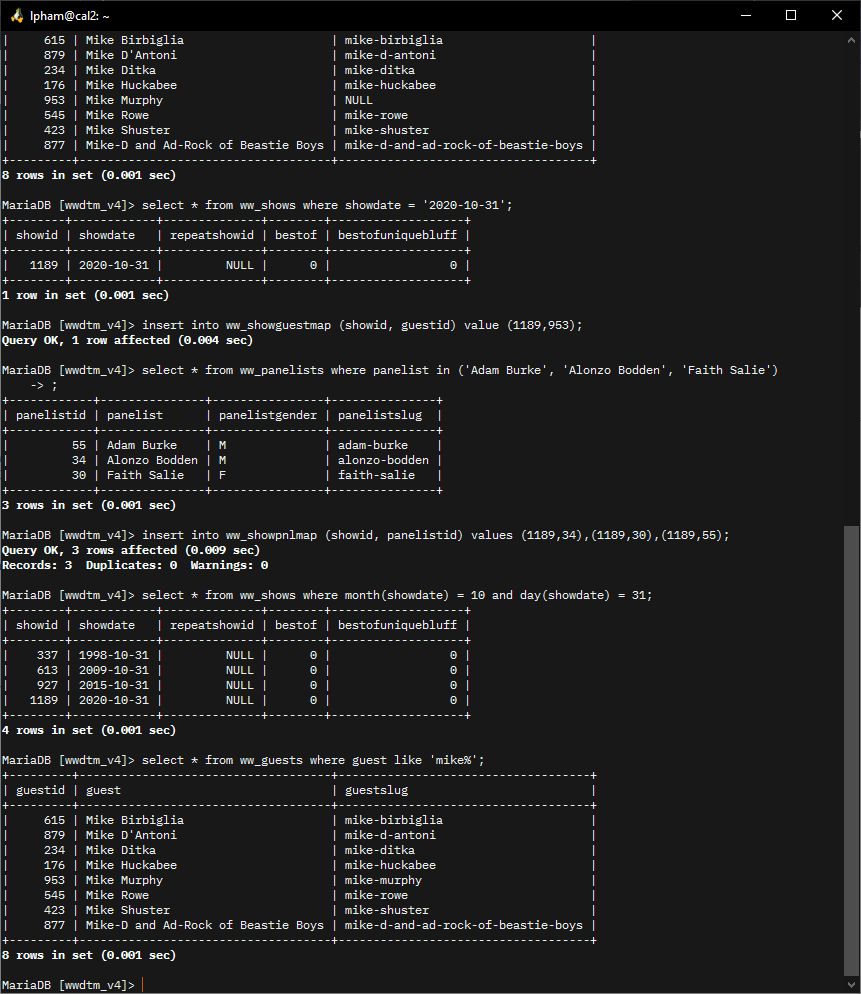 lpham@cal2: ~
|     615 | Mike Birbiglia                     | mike-birbiglia                     |
|     879 | Mike D'Antoni                      | mike-d-antoni                      |
|     234 | Mike Ditka                         | mike-ditka                         |
|     176 | Mike Huckabee                      | mike-huckabee                      |
|     953 | Mike Murphy                        | NULL                               |
|     545 | Mike Rowe                          | mike-rowe                          |
|     423 | Mike Shuster                       | mike-shuster                       |
|     877 | Mike-D and Ad-Rock of Beastie Boys | mike-d-and-ad-rock-of-beastie-boys |
+---------+------------------------------------+------------------------------------+
8 rows in set (0.001 sec)
MariaDB [wwdtm_v4]> select * from ww_shows where showdate = '2020-10-31';
+--------+------------+--------------+--------+-------------------+
| showid | showdate   | repeatshowid | bestof | bestofuniquebluff |
+--------+------------+--------------+--------+-------------------+
|   1189 | 2020-10-31 |         NULL |      0 |                 0 |
+--------+------------+--------------+--------+-------------------+
1 row in set (0.001 sec)
MariaDB [wwdtm_v4]> insert into ww_showguestmap (showid, guestid) value (1189,953);
Query OK, 1 row affected (0.004 sec)
MariaDB [wwdtm_v4]> select * from ww_panelists where panelist in ('Adam Burke', 'Alonzo Bodden', 'Faith Salie')
    -> ;
+------------+---------------+----------------+---------------+
| panelistid | panelist      | panelistgender | panelistslug  |
+------------+---------------+----------------+---------------+
|         55 | Adam Burke    | M              | adam-burke    |
|         34 | Alonzo Bodden | M              | alonzo-bodden |
|         30 | Faith Salie   | F              | faith-salie   |
+------------+---------------+----------------+---------------+
3 rows in set (0.001 sec)
MariaDB [wwdtm_v4]> insert into ww_showpnlmap (showid, panelistid) values (1189,34),(1189,30),(1189,55);
Query OK, 3 rows affected (0.009 sec)
Records: 3  Duplicates: 0  Warnings: 0
MariaDB [wwdtm_v4]> select * from ww_shows where month(showdate) = 10 and day(showdate) = 31;
+--------+------------+--------------+--------+-------------------+
| showid | showdate   | repeatshowid | bestof | bestofuniquebluff |
+--------+------------+--------------+--------+-------------------+
|    337 | 1998-10-31 |         NULL |      0 |                 0 |
|    613 | 2009-10-31 |         NULL |      0 |                 0 |
|    927 | 2015-10-31 |         NULL |      0 |                 0 |
|   1189 | 2020-10-31 |         NULL |      0 |                 0 |
+--------+------------+--------------+--------+-------------------+
4 rows in set (0.001 sec)
MariaDB [wwdtm_v4]> select * from ww_guests where guest like 'mike%';
+---------+------------------------------------+------------------------------------+
| guestid | guest                              | guestslug                          |
+---------+------------------------------------+------------------------------------+
|     615 | Mike Birbiglia                     | mike-birbiglia                     |
|     879 | Mike D'Antoni                      | mike-d-antoni                      |
|     234 | Mike Ditka                         | mike-ditka                         |
|     176 | Mike Huckabee                      | mike-huckabee                      |
|     953 | Mike Murphy                        | mike-murphy                        |
|     545 | Mike Rowe                          | mike-rowe                          |
|     423 | Mike Shuster                       | mike-shuster                       |
|     877 | Mike-D and Ad-Rock of Beastie Boys | mike-d-and-ad-rock-of-beastie-boys |
+---------+------------------------------------+------------------------------------+
8 rows in set (0.001 sec)
MariaDB [wwdtm_v4]>